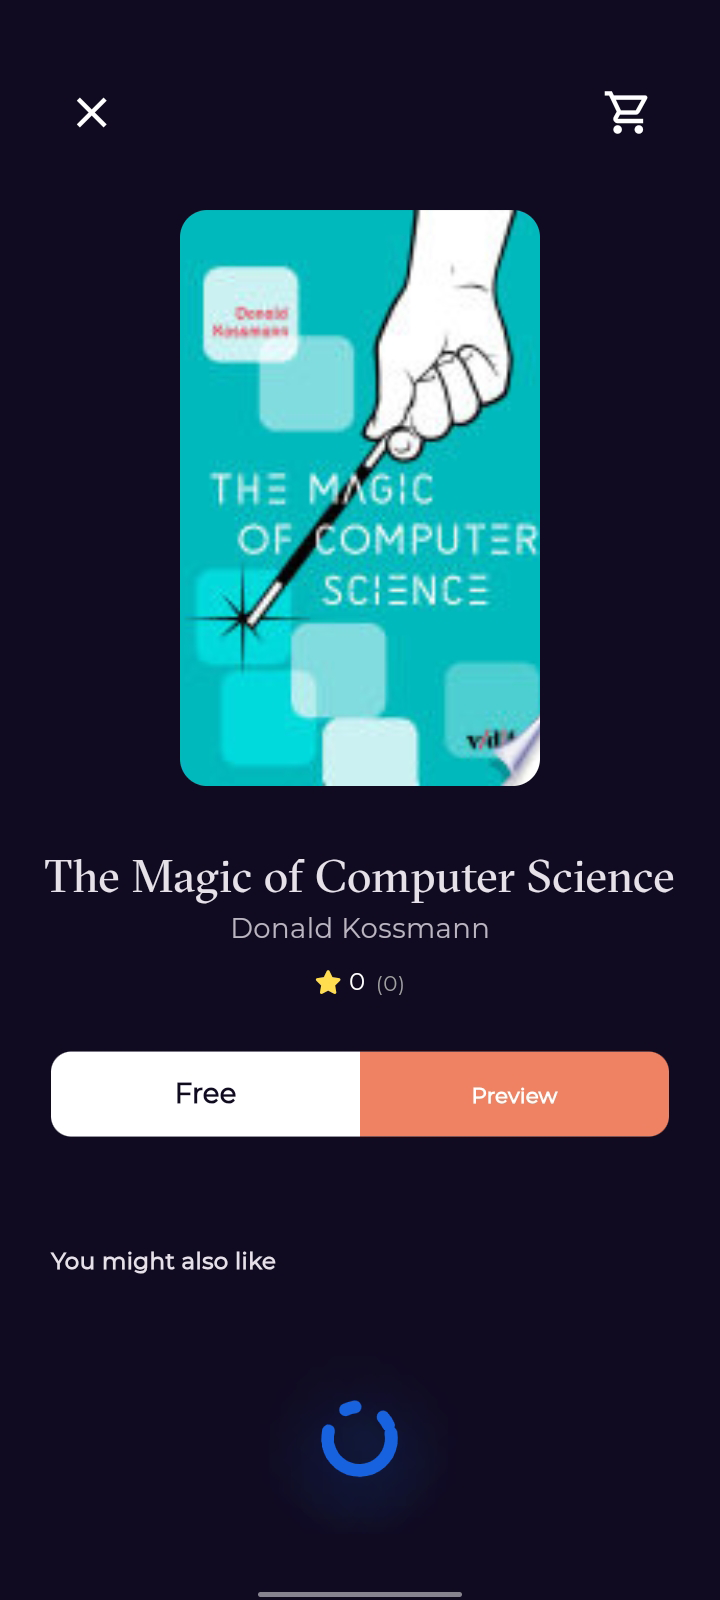 Donald
Kossmann
THE MAGIC
OF COMPUTER
SCIENCE
The Magic of Computer Science
Donald Kossmann
0 (0)
Free
Preview
You might also like